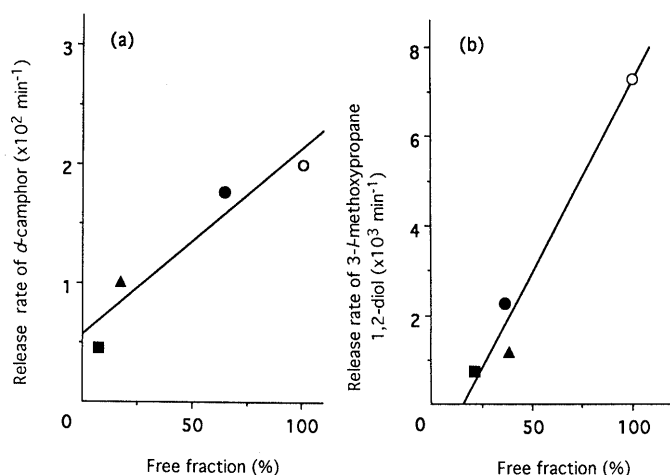 (a)
Release rate of d-camphor (x10² min⁻¹)
3
2
1
0
0
50
100
Free fraction (%)
(b)
Release rate of 3-l-methoxypropane
1,2-diol (x10³ min⁻¹)
8
6
4
2
0
50
100
Free fraction (%)